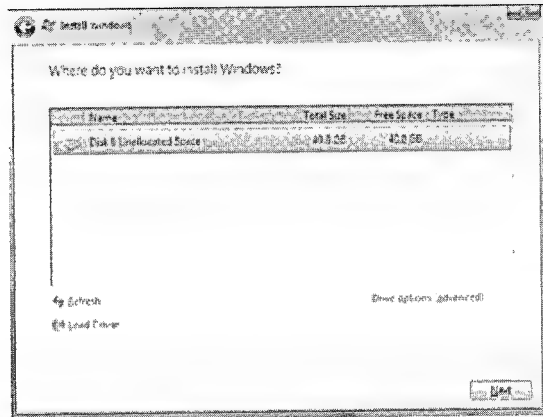 Install Windows
Where do you want to install Windows?
Name Total Size Free Space Type
Disk 0 Unallocated Space 40.0 GB 40.0 GB
Refresh Drive options (advanced)
Load Driver
Next